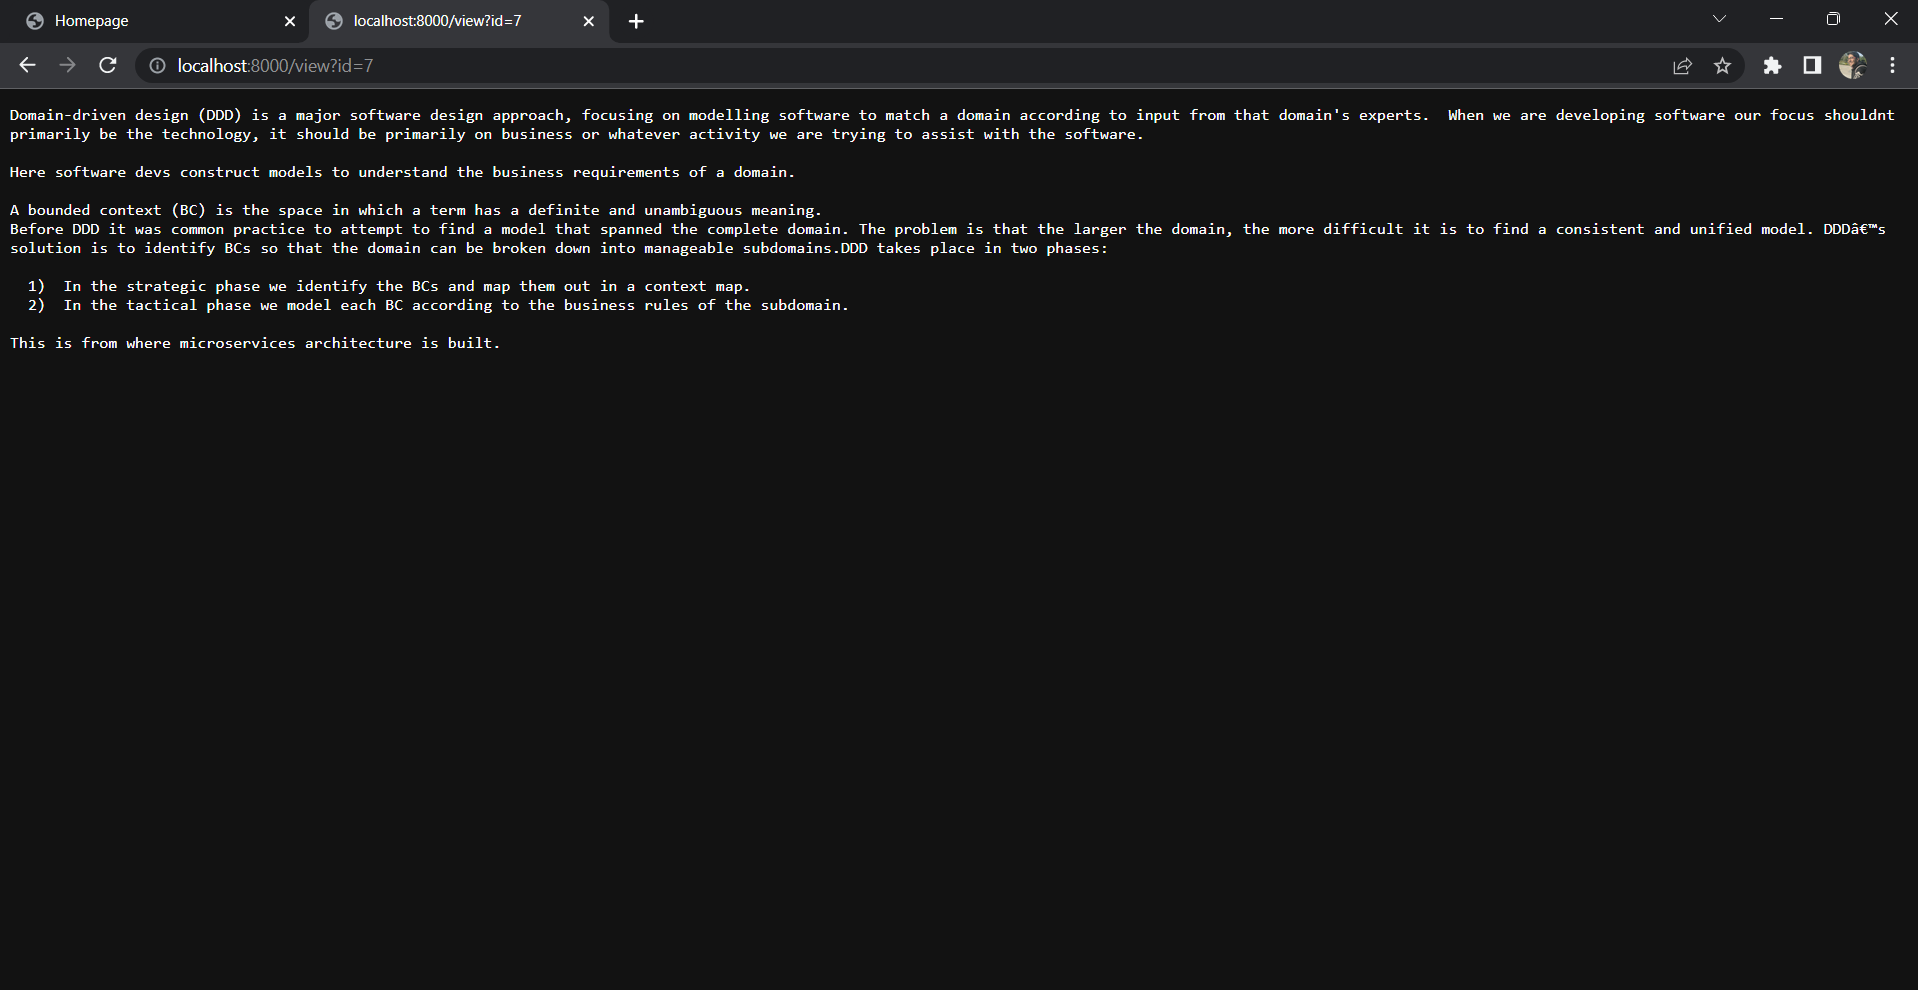 Homepage
localhost:8000/view?id=7
localhost:8000/view?id=7
Domain-driven design (DDD) is a major software design approach, focusing on modelling software to match a domain according to input from that domain's experts.  When we are developing software our focus shouldnt
primarily be the technology, it should be primarily on business or whatever activity we are trying to assist with the software.
Here software devs construct models to understand the business requirements of a domain.
A bounded context (BC) is the space in which a term has a definite and unambiguous meaning.
Before DDD it was common practice to attempt to find a model that spanned the complete domain. The problem is that the larger the domain, the more difficult it is to find a consistent and unified model. DDDâ€™s
solution is to identify BCs so that the domain can be broken down into manageable subdomains.DDD takes place in two phases:
1)  In the strategic phase we identify the BCs and map them out in a context map.
2)  In the tactical phase we model each BC according to the business rules of the subdomain.
This is from where microservices architecture is built.